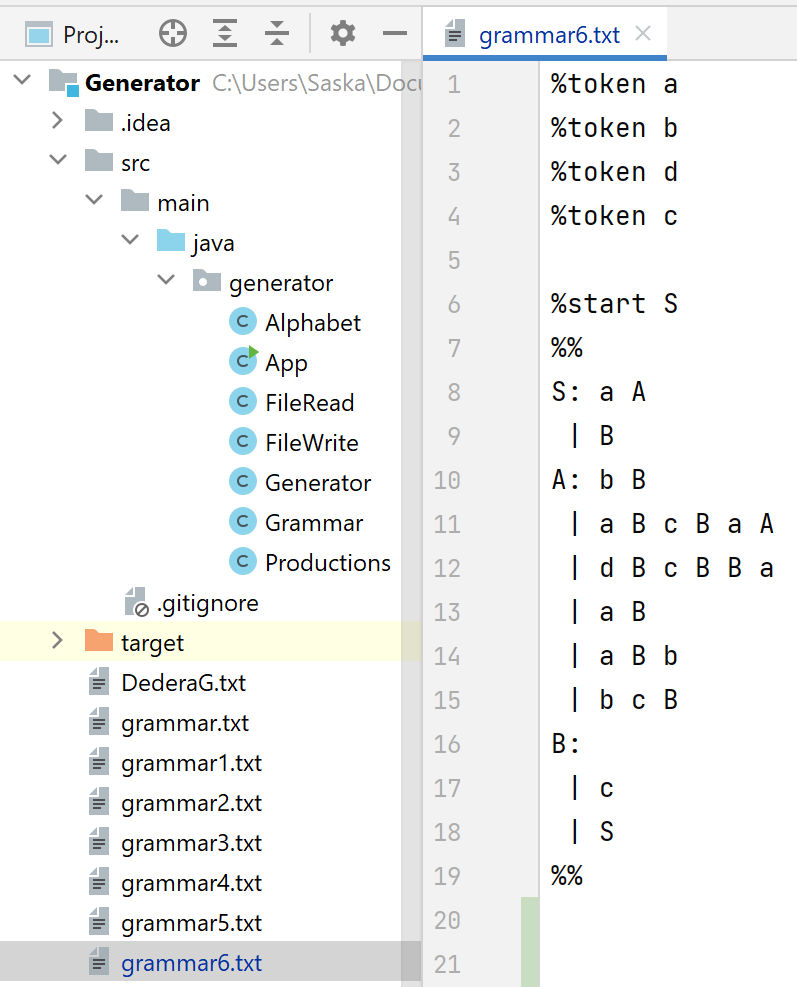 Proj...
Generator C:\Users\Saska\Docu
.idea
src
main
java
generator
Alphabet
App
FileRead
FileWrite
Generator
Grammar
Productions
.gitignore
target
DederaG.txt
grammar.txt
grammar1.txt
grammar2.txt
grammar3.txt
grammar4.txt
grammar5.txt
grammar6.txt
grammar6.txt
1 %token a
2 %token b
3 %token d
4 %token c
5
6 %start S
7 %%
8 S: a A
9 | B
10 A: b B
11 | a B c B a A
12 | d B c B B a
13 | a B
14 | a B b
15 | b c B
16 B:
17 | c
18 | S
19 %%
20
21